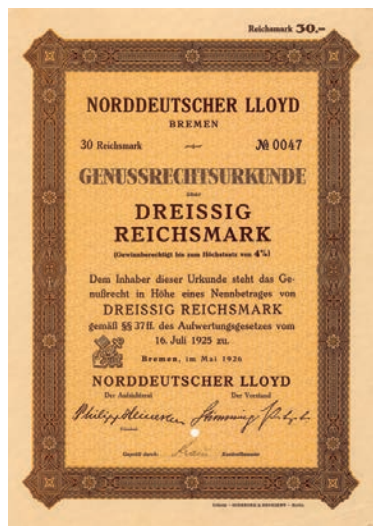 Reichsmark 30.=
NORDDEUTSCHER LLOYD
BREMEN
30 Reichsmark № 0047
GENUSSRECHTSURKUNDE
über
DREISSIG
REICHSMARK
(Gewinnberechtigt bis zum Höchstsatz von 4%)
Dem Inhaber dieser Urkunde steht das Ge-
nußrecht in Höhe eines Nennbetrages von
DREISSIG REICHSMARK
gemäß §§ 37 ff. des Aufwertungsgesetzes vom
16. Juli 1925 zu.
Bremen, im Mai 1926
NORDDEUTSCHER LLOYD
Der Aufsichtsrat Der Vorstand
Geprüft durch: Kontrollbeamter